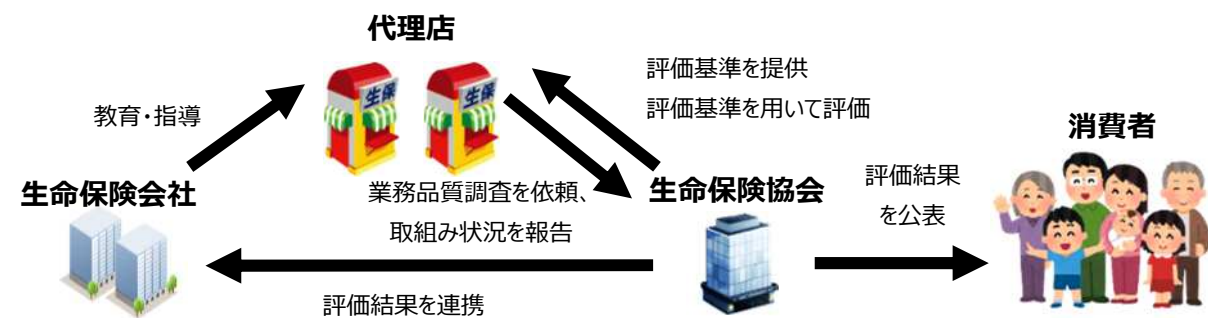 代理店
生保
生保
教育・指導
評価基準を提供
評価基準を用いて評価
消費者
生命保険会社
業務品質調査を依頼、
取組み状況を報告
生命保険協会
評価結果
を公表
評価結果を連携